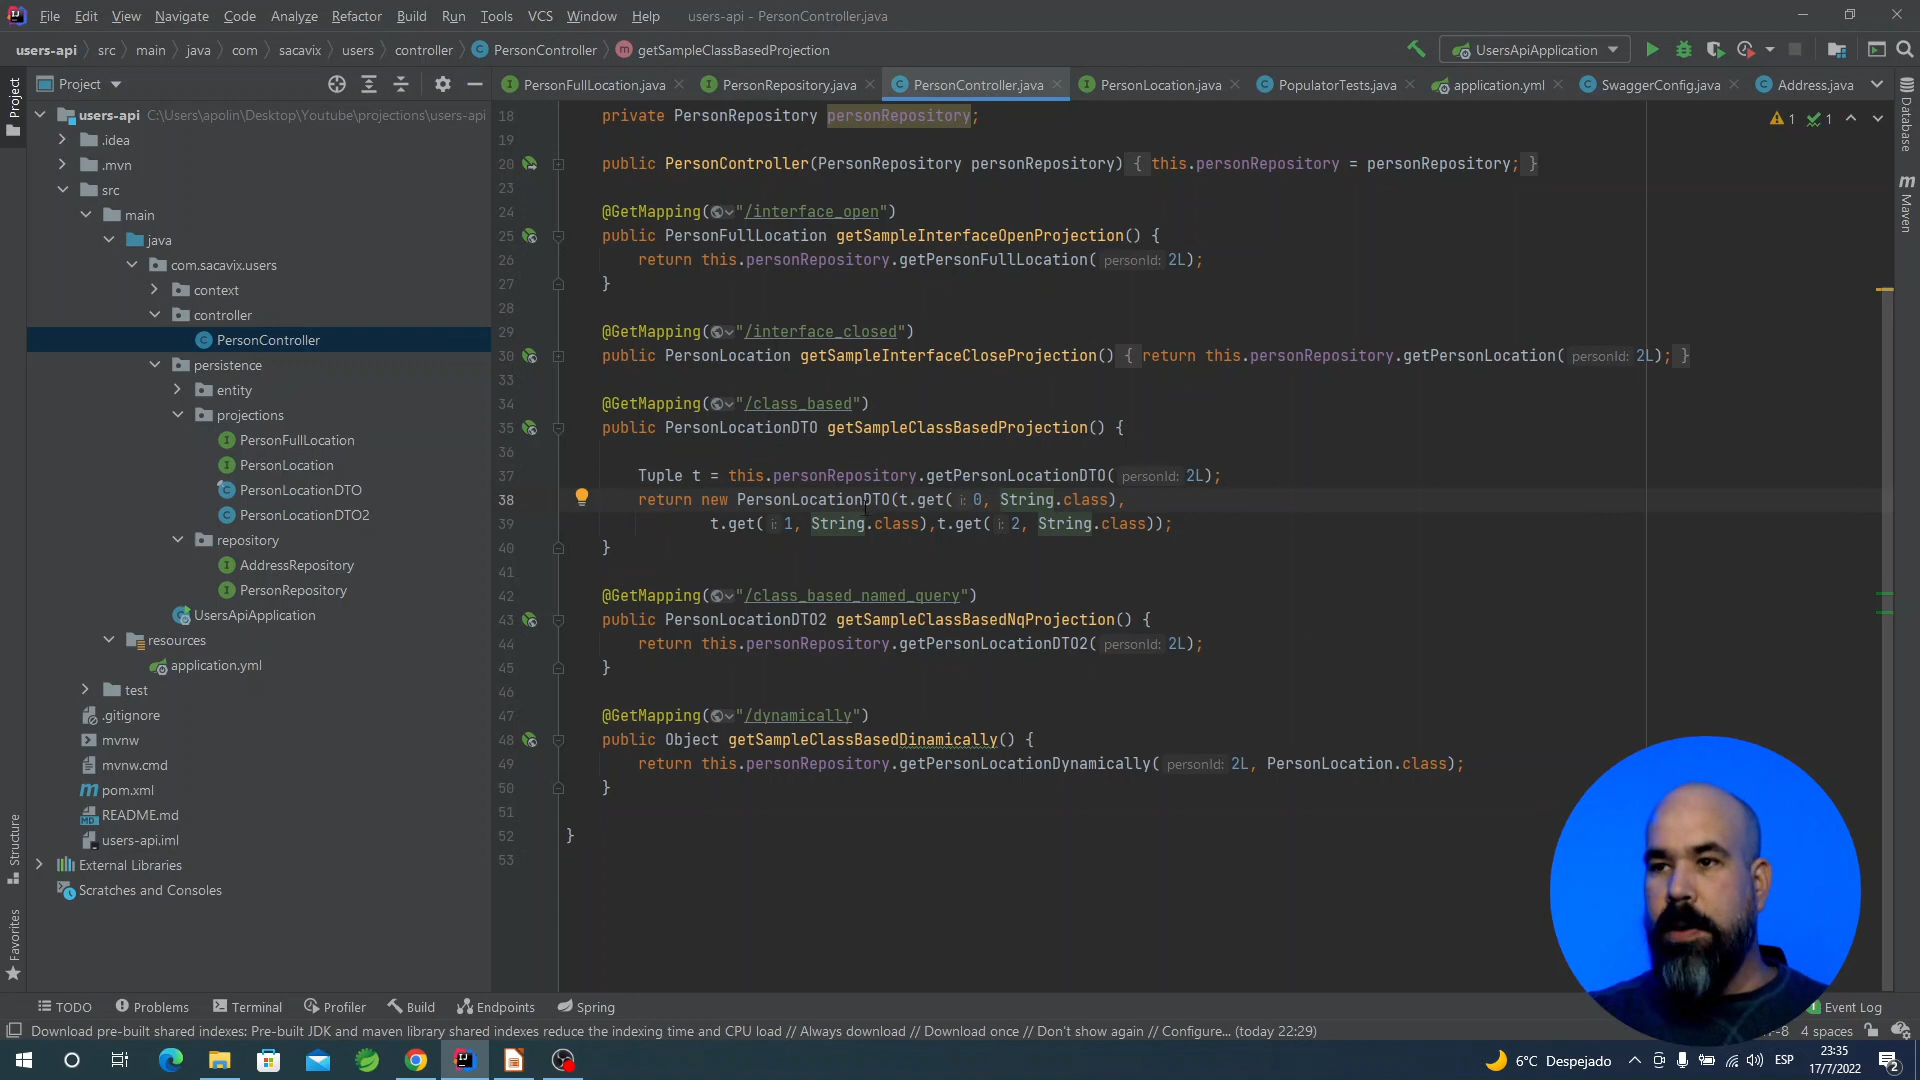 File Edit View Navigate Code Analyze Refactor Build Run Tools VCS Window Help users-api - PersonController.java
users-api src main java com sacavix users controller PersonController getSampleClassBasedProjection UsersApiApplication
Project
PersonFullLocation.java PersonRepository.java PersonController.java PersonLocation.java PopulatorTests.java application.yml SwaggerConfig.java Address.java
users-api C:\Users\apolin\Desktop\Youtube\projections\users-api
.idea
.mvn
src
main
java
com.sacavix.users
context
controller
PersonController
persistence
entity
projections
PersonFullLocation
PersonLocation
PersonLocationDTO
PersonLocationDTO2
repository
AddressRepository
PersonRepository
UsersApiApplication
resources
application.yml
test
.gitignore
mvnw
mvnw.cmd
pom.xml
README.md
users-api.iml
External Libraries
Scratches and Consoles
Project
Structure
Favorites
18 private PersonRepository personRepository;
19
20 public PersonController(PersonRepository personRepository) { this.personRepository = personRepository; }
23
24 @GetMapping("/interface_open")
25 public PersonFullLocation getSampleInterfaceOpenProjection() {
26 return this.personRepository.getPersonFullLocation( personId: 2L);
27 }
28
29 @GetMapping("/interface_closed")
30 public PersonLocation getSampleInterfaceCloseProjection() { return this.personRepository.getPersonLocation( personId: 2L); }
33
34 @GetMapping("/class_based")
35 public PersonLocationDTO getSampleClassBasedProjection() {
36
37 Tuple t = this.personRepository.getPersonLocationDTO( personId: 2L);
38 return new PersonLocationDTO(t.get( i: 0, String.class),
39 t.get( i: 1, String.class),t.get( i: 2, String.class));
40 }
41
42 @GetMapping("/class_based_named_query")
43 public PersonLocationDTO2 getSampleClassBasedNqProjection() {
44 return this.personRepository.getPersonLocationDTO2( personId: 2L);
45 }
46
47 @GetMapping("/dynamically")
48 public Object getSampleClassBasedDinamically() {
49 return this.personRepository.getPersonLocationDynamically( personId: 2L, PersonLocation.class);
50 }
51
52 }
53
1 1
Database
Maven
TODO Problems Terminal Profiler Build Endpoints Spring Event Log
Download pre-built shared indexes: Pre-built JDK and maven library shared indexes reduce the indexing time and CPU load // Always download // Download once // Don't show again // Configure... (today 22:29) 4 spaces
6°C Despejado ESP 23:35
17/7/2022 2